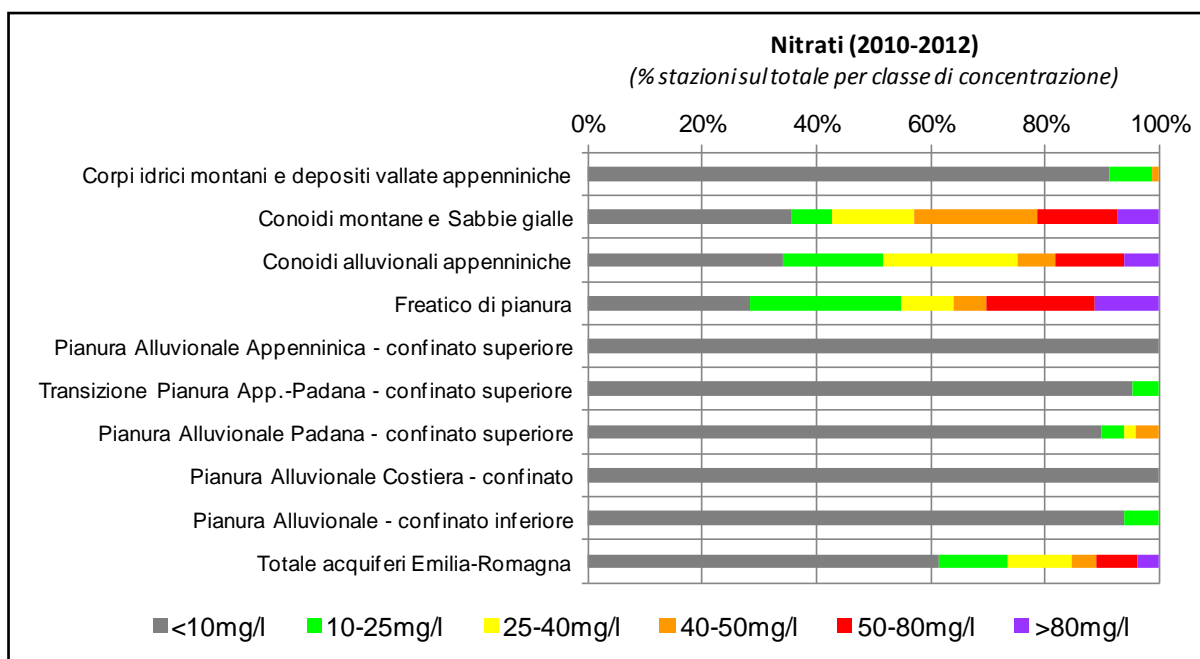 Nitrati (2010-2012)
(% stazioni sul totale per classe di concentrazione)
0% 20% 40% 60% 80% 100%
Corpi idrici montani e depositi vallate appenniniche
Conoidi montane e Sabbie gialle
Conoidi alluvionali appenniniche
Freatico di pianura
Pianura Alluvionale Appenninica - confinato superiore
Transizione Pianura App.-Padana - confinato superiore
Pianura Alluvionale Padana - confinato superiore
Pianura Alluvionale Costiera - confinato
Pianura Alluvionale - confinato inferiore
Totale acquiferi Emilia-Romagna
<10mg/l 10-25mg/l 25-40mg/l 40-50mg/l 50-80mg/l >80mg/l